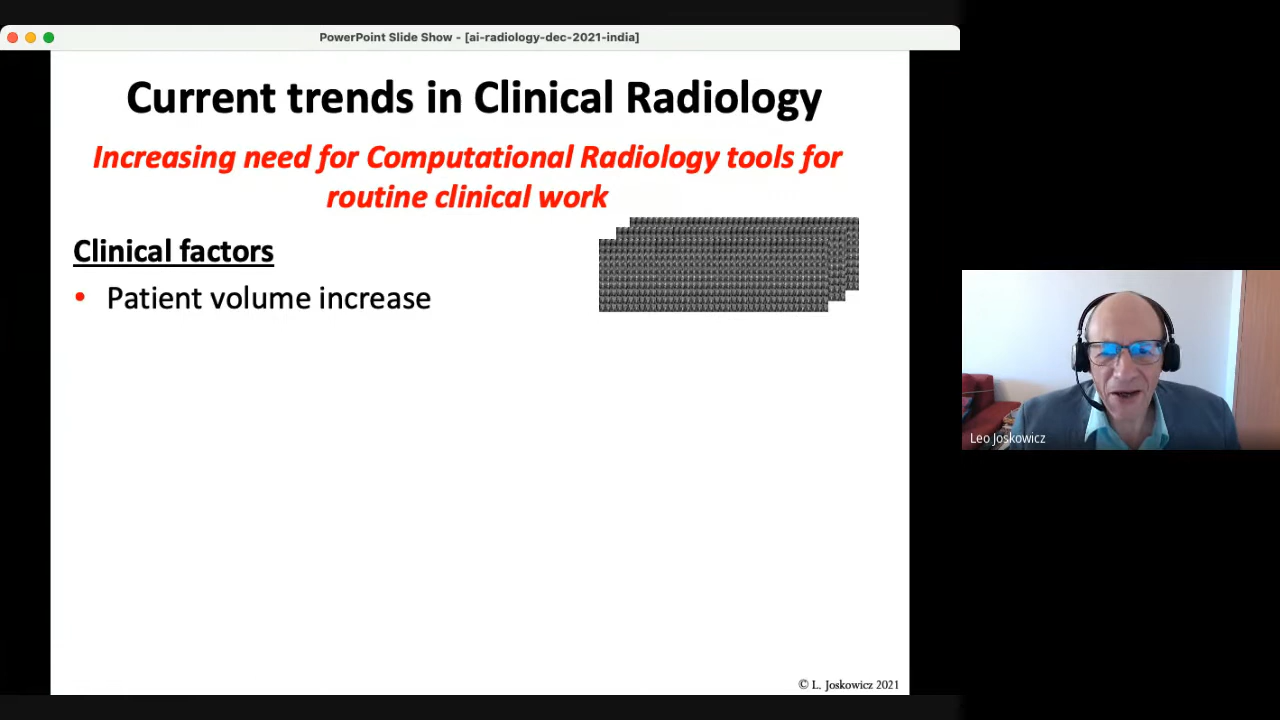 PowerPoint Slide Show - [ai-radiology-dec-2021-india]
Current trends in Clinical Radiology
Increasing need for Computational Radiology tools for
routine clinical work
Clinical factors
• Patient volume increase
Leo Joskowicz
© L. Joskowicz 2021